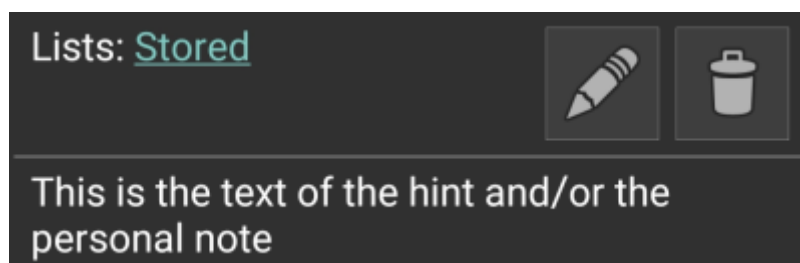 Lists: Stored
This is the text of the hint and/or the
personal note